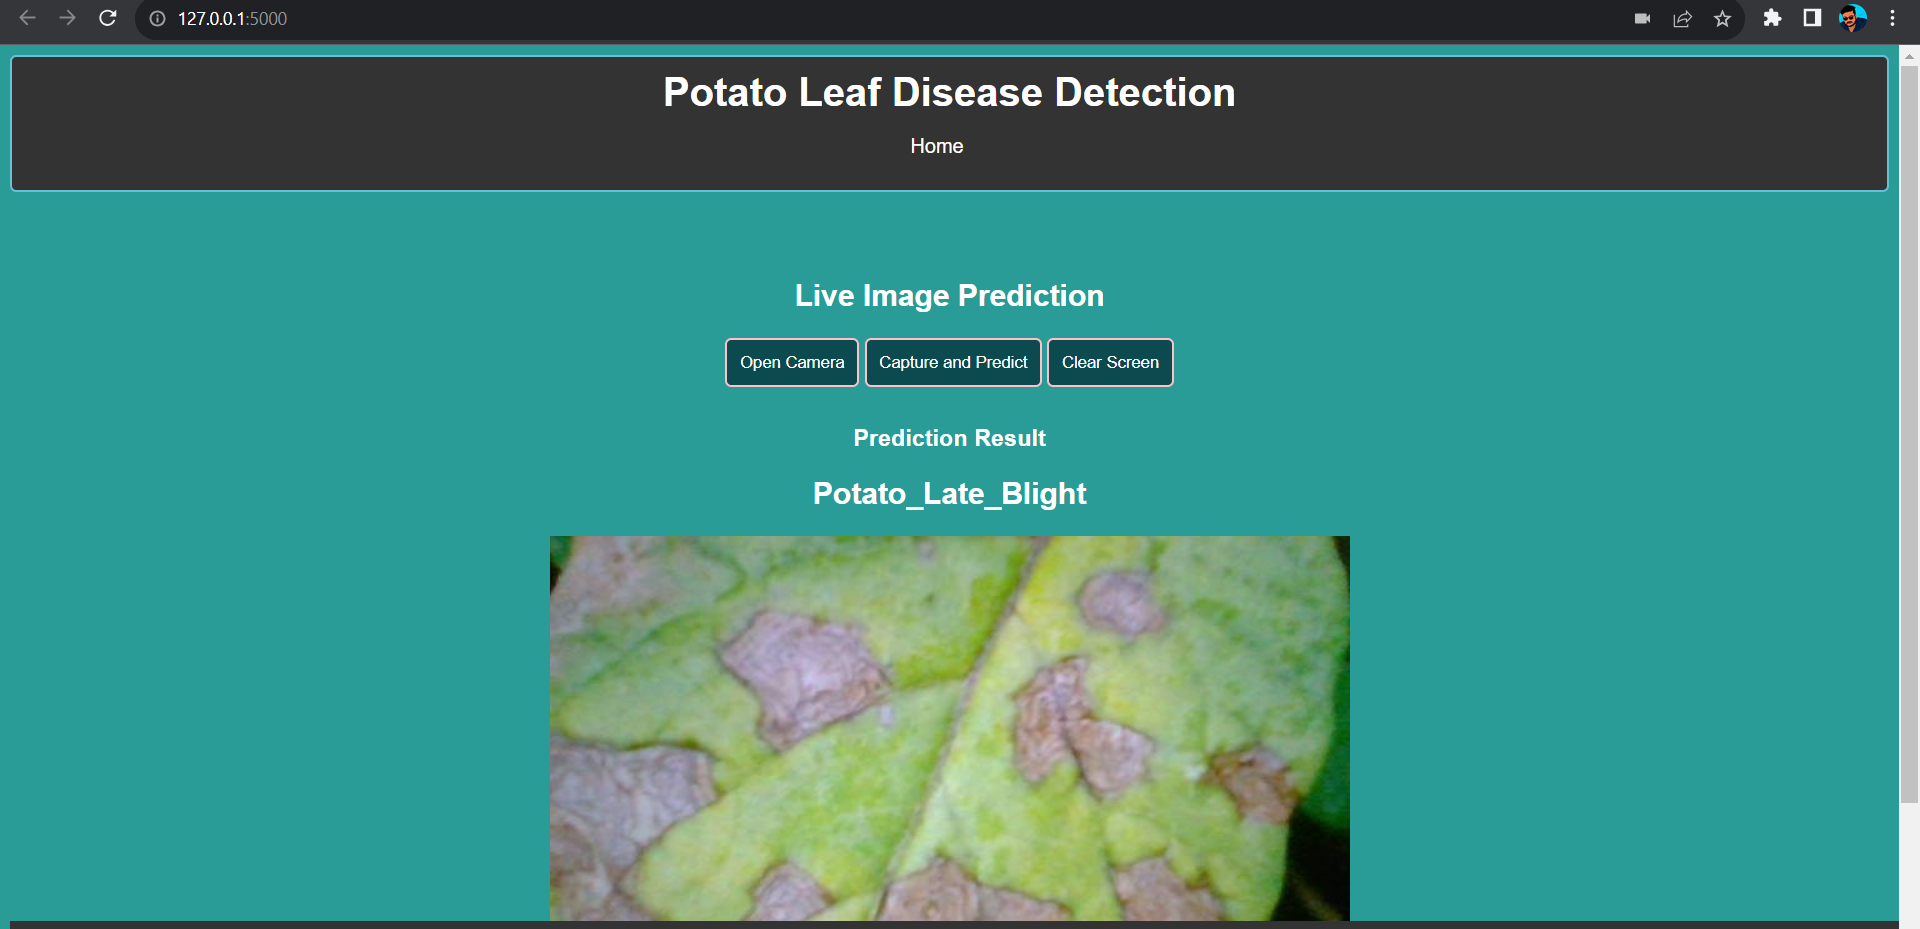 127.0.0.1:5000
Potato Leaf Disease Detection
Home
Live Image Prediction
Open Camera Capture and Predict Clear Screen
Prediction Result
Potato_Late_Blight